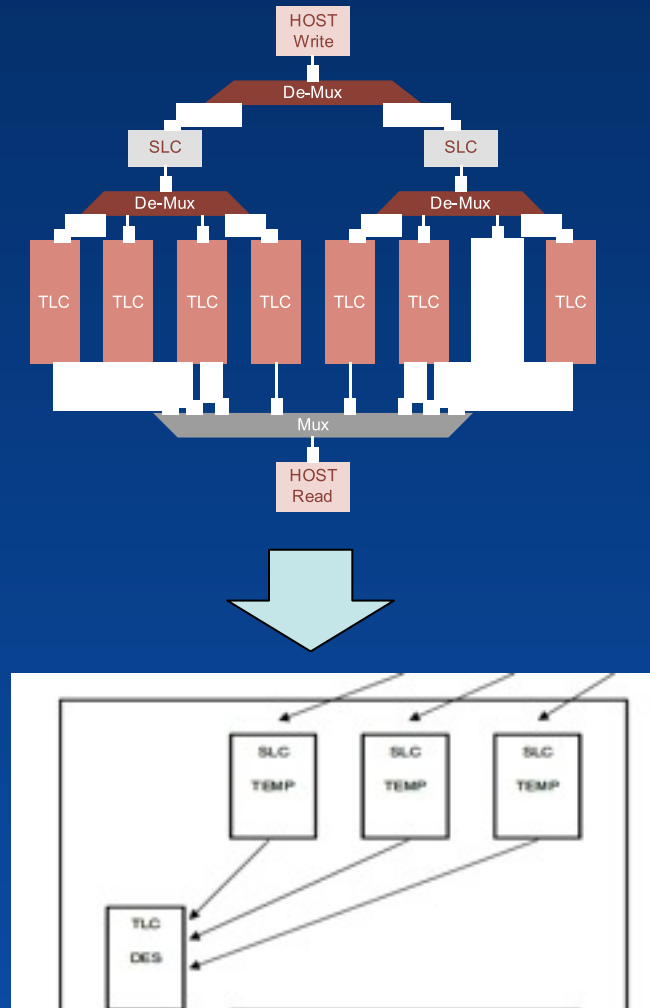 HOST
Write
De-Mux
SLC SLC
De-Mux De-Mux
TLC TLC TLC TLC TLC TLC TLC
Mux
HOST
Read
SLC SLC SLC
TEMP TEMP TEMP
TLC
DES